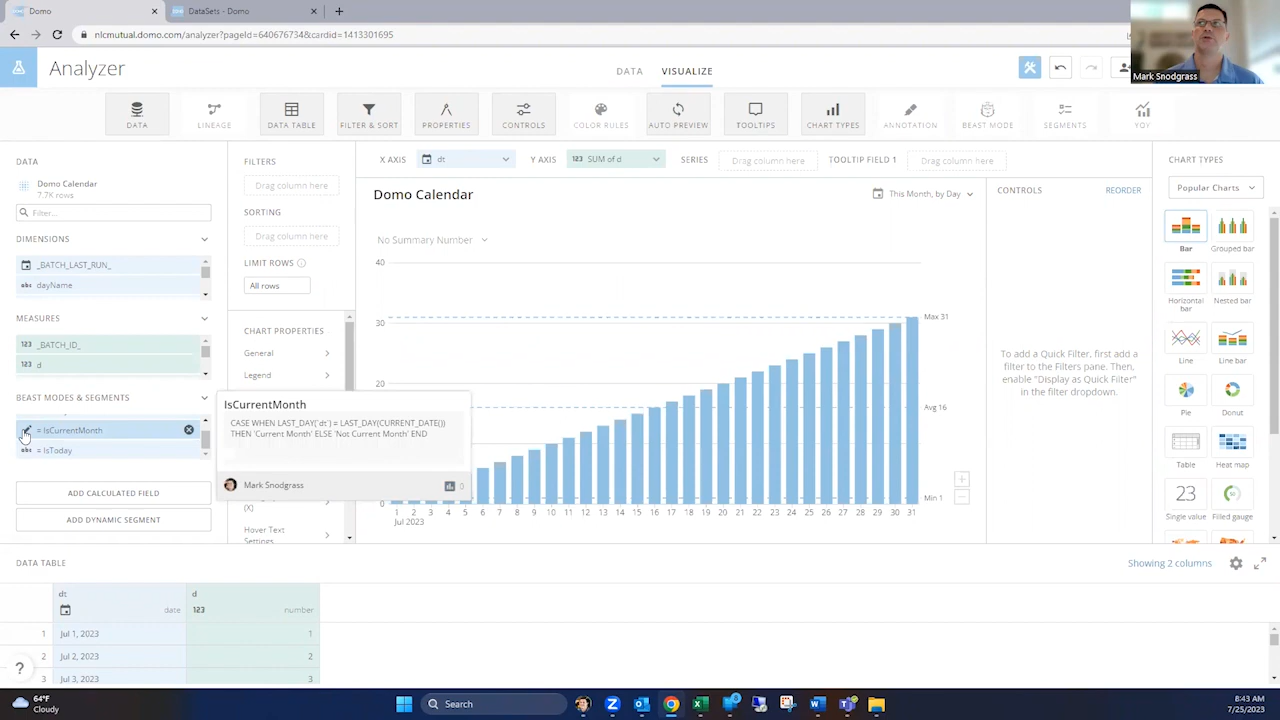 Domo
DataSets
nlcmutual.domo.com/analyzer?pageId=640676734&cardid=1413301695
Mark Snodgrass
Analyzer
DATA
VISUALIZE
DATA
LINEAGE
DATA TABLE
FILTER & SORT
PROPERTIES
CONTROLS
COLOR RULES
AUTO PREVIEW
TOOLTIPS
CHART TYPES
ANNOTATION
BEAST MODE
SEGMENTS
YOY
DATA
Domo Calendar
7.7K rows
Filter...
DIMENSIONS
_BATCH_LAST_RUN_
abc dayName
MEASURES
123 _BATCH_ID_
123 d
BEAST MODES & SEGMENTS
= IsCurrentMonth
abc = IsToday
ADD CALCULATED FIELD
ADD DYNAMIC SEGMENT
FILTERS
Drag column here
SORTING
Drag column here
LIMIT ROWS
All rows
CHART PROPERTIES
General
Legend
(X)
Hover Text
Settings
IsCurrentMonth
CASE WHEN LAST_DAY(`dt`) = LAST_DAY(CURRENT_DATE())
THEN 'Current Month' ELSE 'Not Current Month' END
Mark Snodgrass
0
X AXIS dt
Y AXIS 123 SUM of d
SERIES Drag column here
TOOLTIP FIELD 1 Drag column here
Domo Calendar
This Month, by Day
No Summary Number
40
30
20
0
Max 31
Avg 16
Min 1
1 2 3 4 5 6 7 8 9 10 11 12 13 14 15 16 17 18 19 20 21 22 23 24 25 26 27 28 29 30 31
Jul 2023
CONTROLS
REORDER
To add a Quick Filter, first add a
filter to the Filters pane. Then,
enable "Display as Quick Filter"
in the filter dropdown.
CHART TYPES
Popular Charts
Bar
Grouped bar
Horizontal
bar
Nested bar
Line
Line bar
Pie
Donut
Table
Heat map
23
Single value
Filled gauge
DATA TABLE
Showing 2 columns
dt
date
d
123 number
1 Jul 1, 2023 1
2 Jul 2, 2023 2
3 Jul 3, 2023 3
?
64°F
Cloudy
Search
8:43 AM
7/25/2023